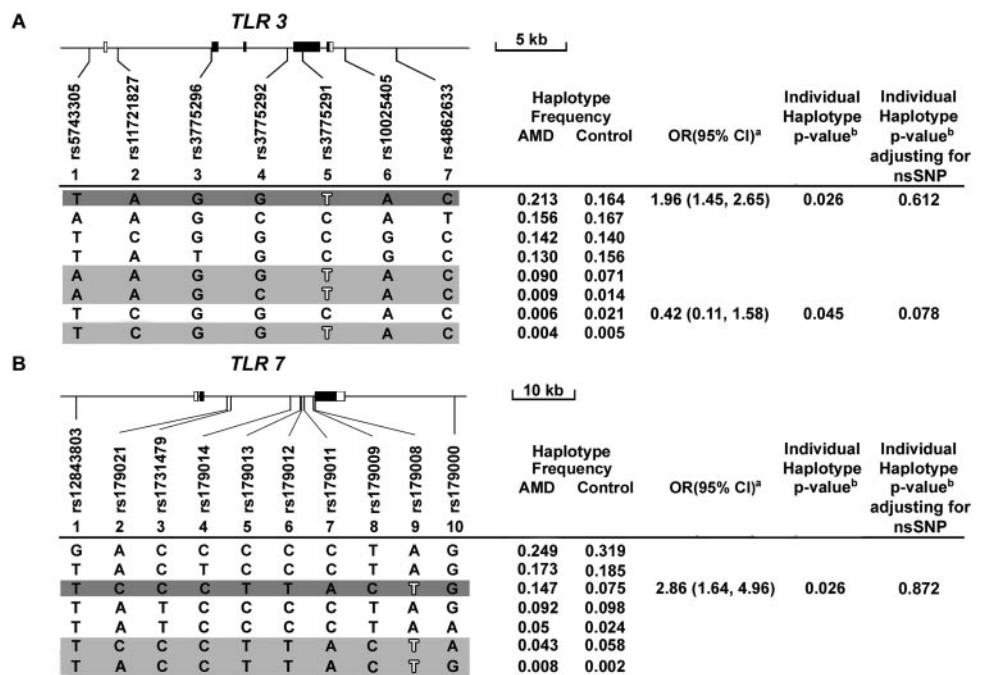 A
TLR 3
5 kb
rs5743305 rs11721827 rs3775296 rs3775292 rs3775291 rs10025405 rs4862633
1 2 3 4 5 6 7
Haplotype Frequency
AMD Control
OR(95% CI)a
Individual Haplotype p-valueb
Individual Haplotype p-valueb adjusting for nsSNP
T A G G T A C 0.213 0.164 1.96 (1.45, 2.65) 0.026 0.612
A A G C C A T 0.156 0.167
T C G G C G C 0.142 0.140
T A T G C G C 0.130 0.156
A A G G T A C 0.090 0.071
A A G C T A C 0.009 0.014
T C G G C A C 0.006 0.021 0.42 (0.11, 1.58) 0.045 0.078
T C G G T A C 0.004 0.005
B
TLR 7
10 kb
rs12843803 rs179021 rs1731479 rs179014 rs179013 rs179012 rs179011 rs179009 rs179008 rs179000
1 2 3 4 5 6 7 8 9 10
Haplotype Frequency
AMD Control
OR(95% CI)a
Individual Haplotype p-valueb
Individual Haplotype p-valueb adjusting for nsSNP
G A C C C C C T A G 0.249 0.319
T A C T C C C T A G 0.173 0.185
T C C C T T A C T G 0.147 0.075 2.86 (1.64, 4.96) 0.026 0.872
T A T C C C C T A G 0.092 0.098
T A T C C C C T A A 0.05 0.024
T C C C T T A C T A 0.043 0.058
T A C C T T A C T G 0.008 0.002